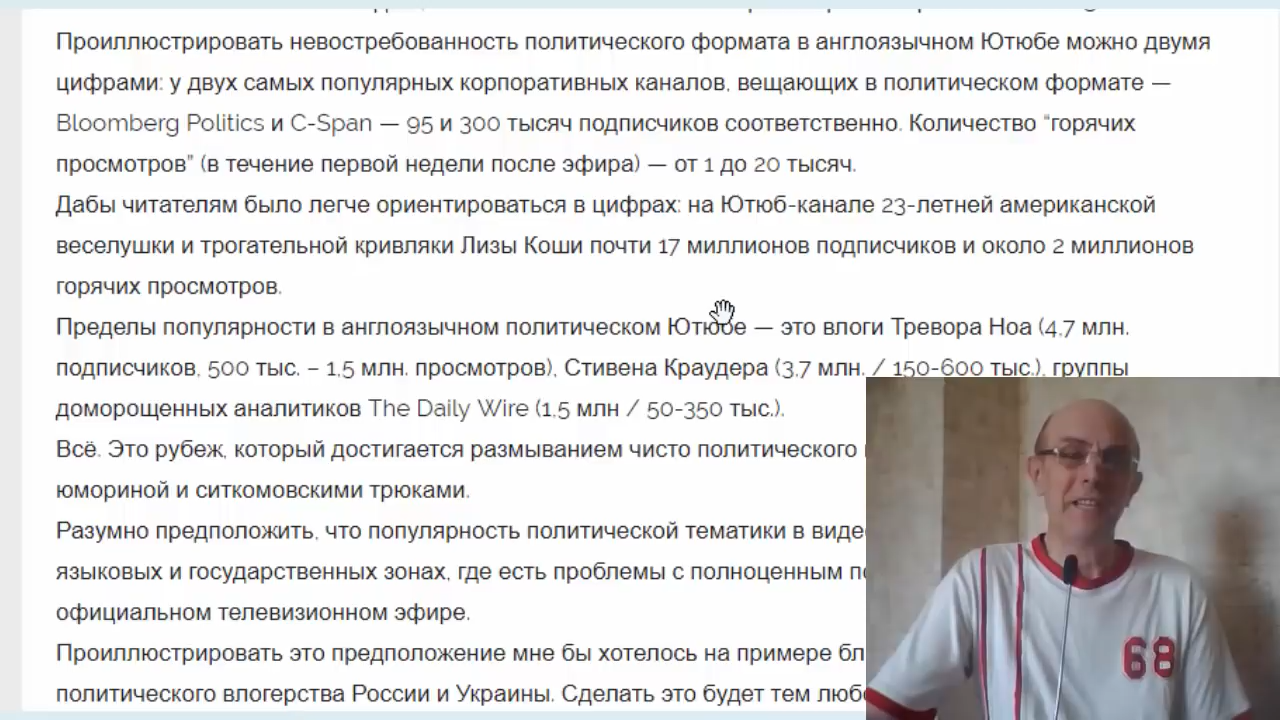 Проиллюстрировать невостребованность политического формата в англоязычном Ютюбе можно двумя
цифрами: у двух самых популярных корпоративных каналов, вещающих в политическом формате —
Bloomberg Politics и C-Span — 95 и 300 тысяч подписчиков соответственно. Количество “горячих
просмотров” (в течение первой недели после эфира) — от 1 до 20 тысяч.
Дабы читателям было легче ориентироваться в цифрах: на Ютюб-канале 23-летней американской
веселушки и трогательной кривляки Лизы Коши почти 17 миллионов подписчиков и около 2 миллионов
горячих просмотров.
Пределы популярности в англоязычном политическом Ютюбе — это влоги Тревора Ноа (4,7 млн.
подписчиков, 500 тыс. – 1,5 млн. просмотров), Стивена Краудера (3,7 млн. / 150-600 тыс.), группы
доморощенных аналитиков The Daily Wire (1,5 млн / 50-350 тыс.).
Всё. Это рубеж, который достигается размыванием чисто политического
юмориной и ситкомовскими трюками.
Разумно предположить, что популярность политической тематики в
языковых и государственных зонах, где есть проблемы с полноценным
официальном телевизионном эфире.
Проиллюстрировать это предположение мне бы хотелось на примере
политического влогерства России и Украины. Сделать это будет тем
68